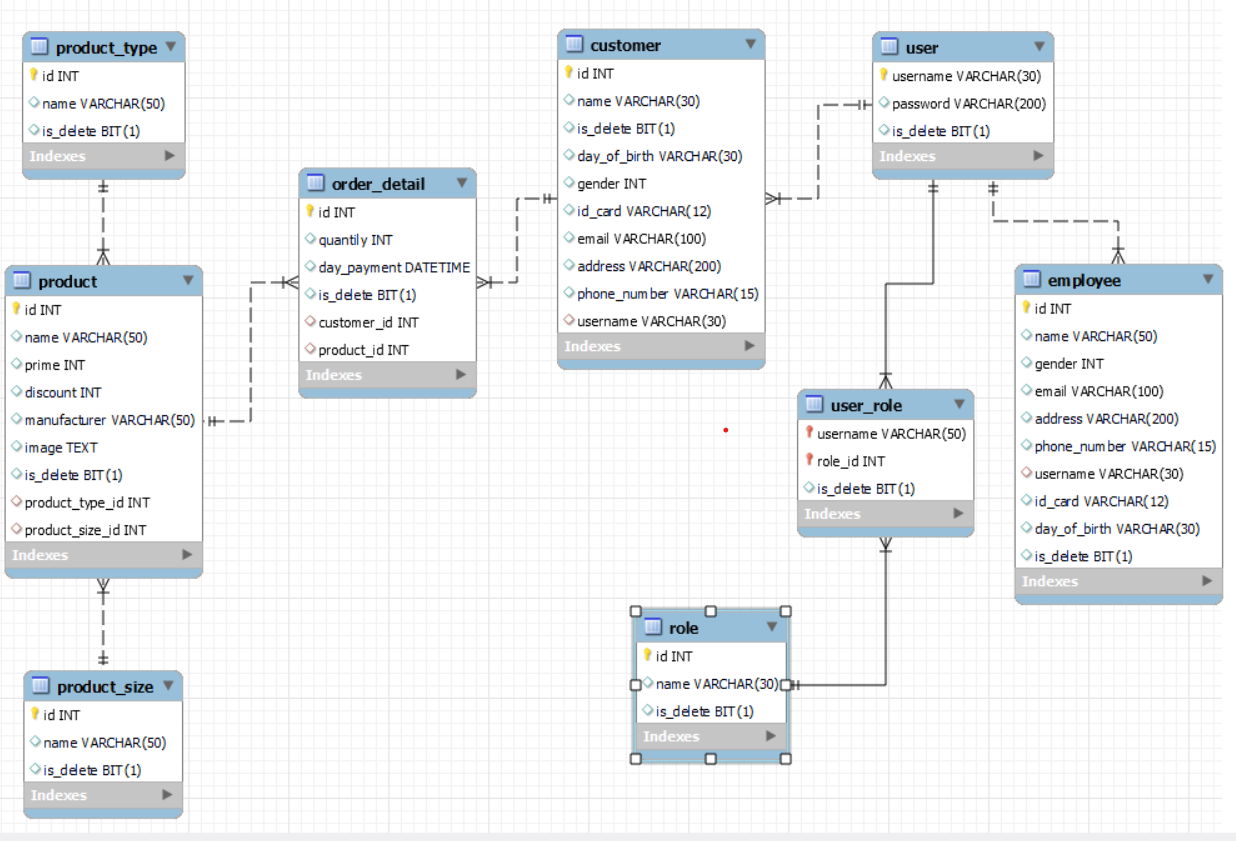 product_type
id INT
name VARCHAR(50)
is_delete BIT(1)
Indexes
product
id INT
name VARCHAR(50)
prime INT
discount INT
manufacturer VARCHAR(50)
image TEXT
is_delete BIT(1)
product_type_id INT
product_size_id INT
Indexes
product_size
id INT
name VARCHAR(50)
is_delete BIT(1)
Indexes
order_detail
id INT
quantily INT
day_payment DATETIME
is_delete BIT(1)
customer_id INT
product_id INT
Indexes
customer
id INT
name VARCHAR(30)
is_delete BIT(1)
day_of_birth VARCHAR(30)
gender INT
id_card VARCHAR(12)
email VARCHAR(100)
address VARCHAR(200)
phone_number VARCHAR(15)
username VARCHAR(30)
Indexes
user
username VARCHAR(30)
password VARCHAR(200)
is_delete BIT(1)
Indexes
user_role
username VARCHAR(50)
role_id INT
is_delete BIT(1)
Indexes
role
id INT
name VARCHAR(30)
is_delete BIT(1)
Indexes
employee
id INT
name VARCHAR(50)
gender INT
email VARCHAR(100)
address VARCHAR(200)
phone_number VARCHAR(15)
username VARCHAR(30)
id_card VARCHAR(12)
day_of_birth VARCHAR(30)
is_delete BIT(1)
Indexes